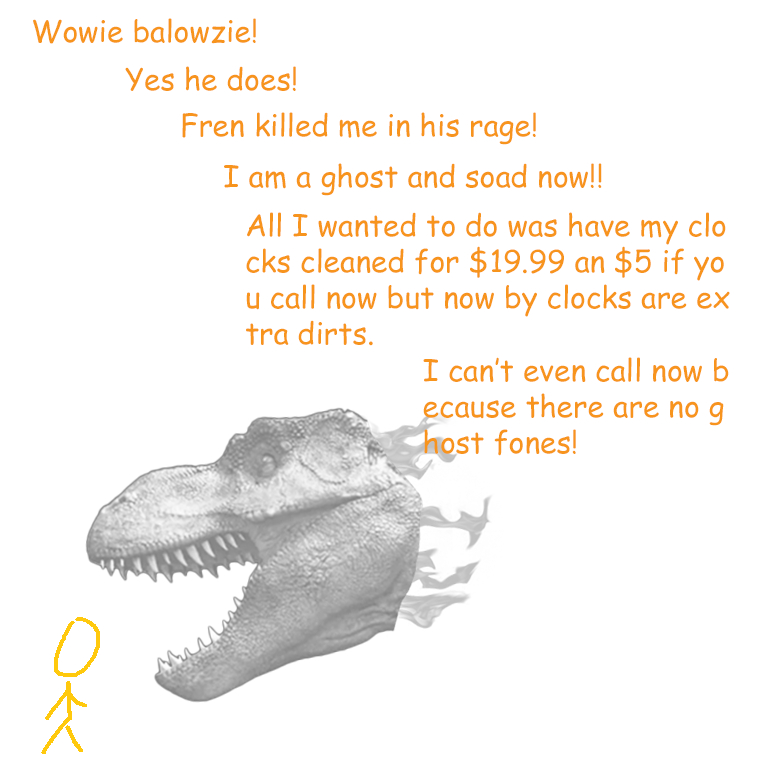 Wowie balowzie!
Yes he does!
Fren killed me in his rage!
I am a ghost and soad now!!
All I wanted to do was have my clo
cks cleaned for $19.99 an $5 if yo
u call now but now by clocks are ex
tra dirts.
I can’t even call now b
ecause there are no g
host fones!